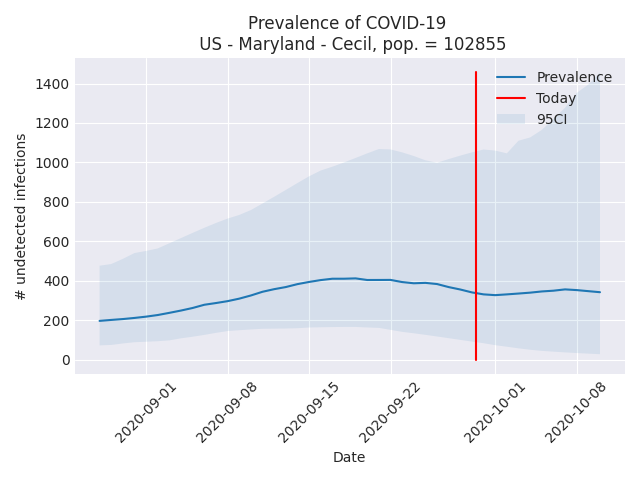 Prevalence of COVID-19
US - Maryland - Cecil, pop. = 102855
Prevalence
Today
95CI
# undetected infections
1400
1200
1000
800
600
400
200
0
2020-09-01
2020-09-08
2020-09-15
2020-09-22
2020-10-01
2020-10-08
Date